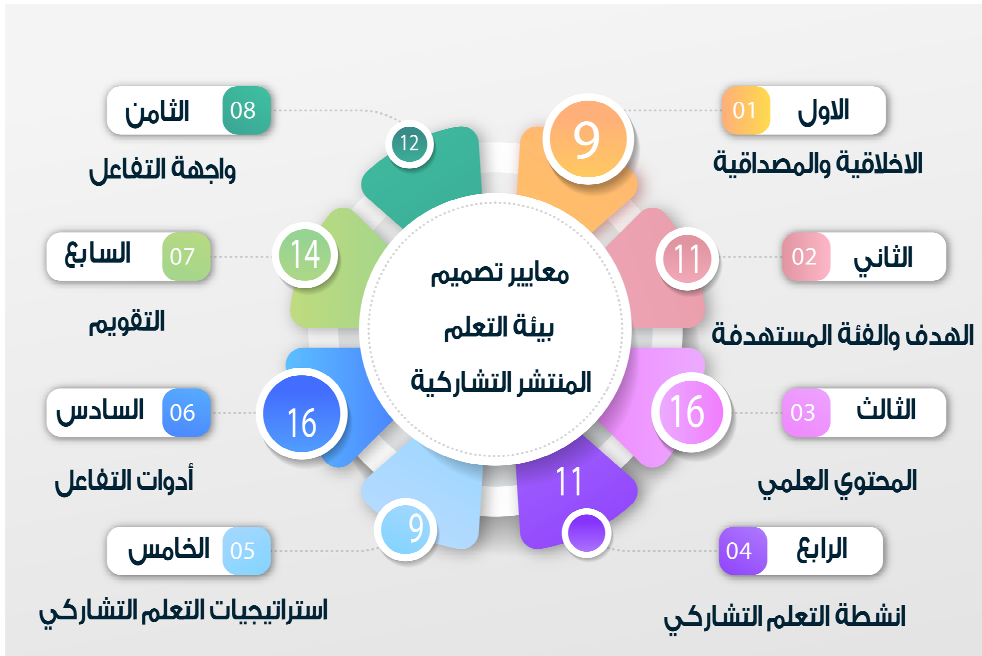 معايير تصميم
بيئة التعلم
المنتشر التشاركية
01 الاول
9
الاخلاقية والمصداقية
02 الثاني
11
الهدف والفئة المستهدفة
03 الثالث
16
المحتوي العلمي
04 الرابع
11
انشطة التعلم التشاركي
05 الخامس
9
استراتيجيات التعلم التشاركي
06 السادس
16
أدوات التفاعل
07 السابع
14
التقويم
08 الثامن
12
واجهة التفاعل